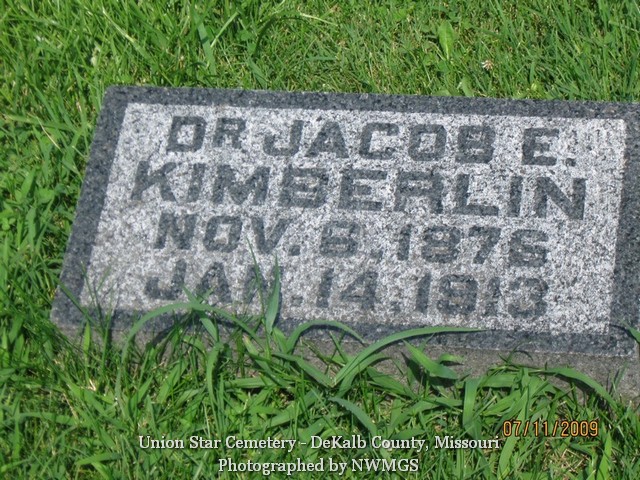 DR JACOB E.
KIMBERLIN
NOV. 8, 1876
JAN. 14, 1913
07/11/2009
Union Star Cemetery - DeKalb County, Missouri
Photographed by NWMGS